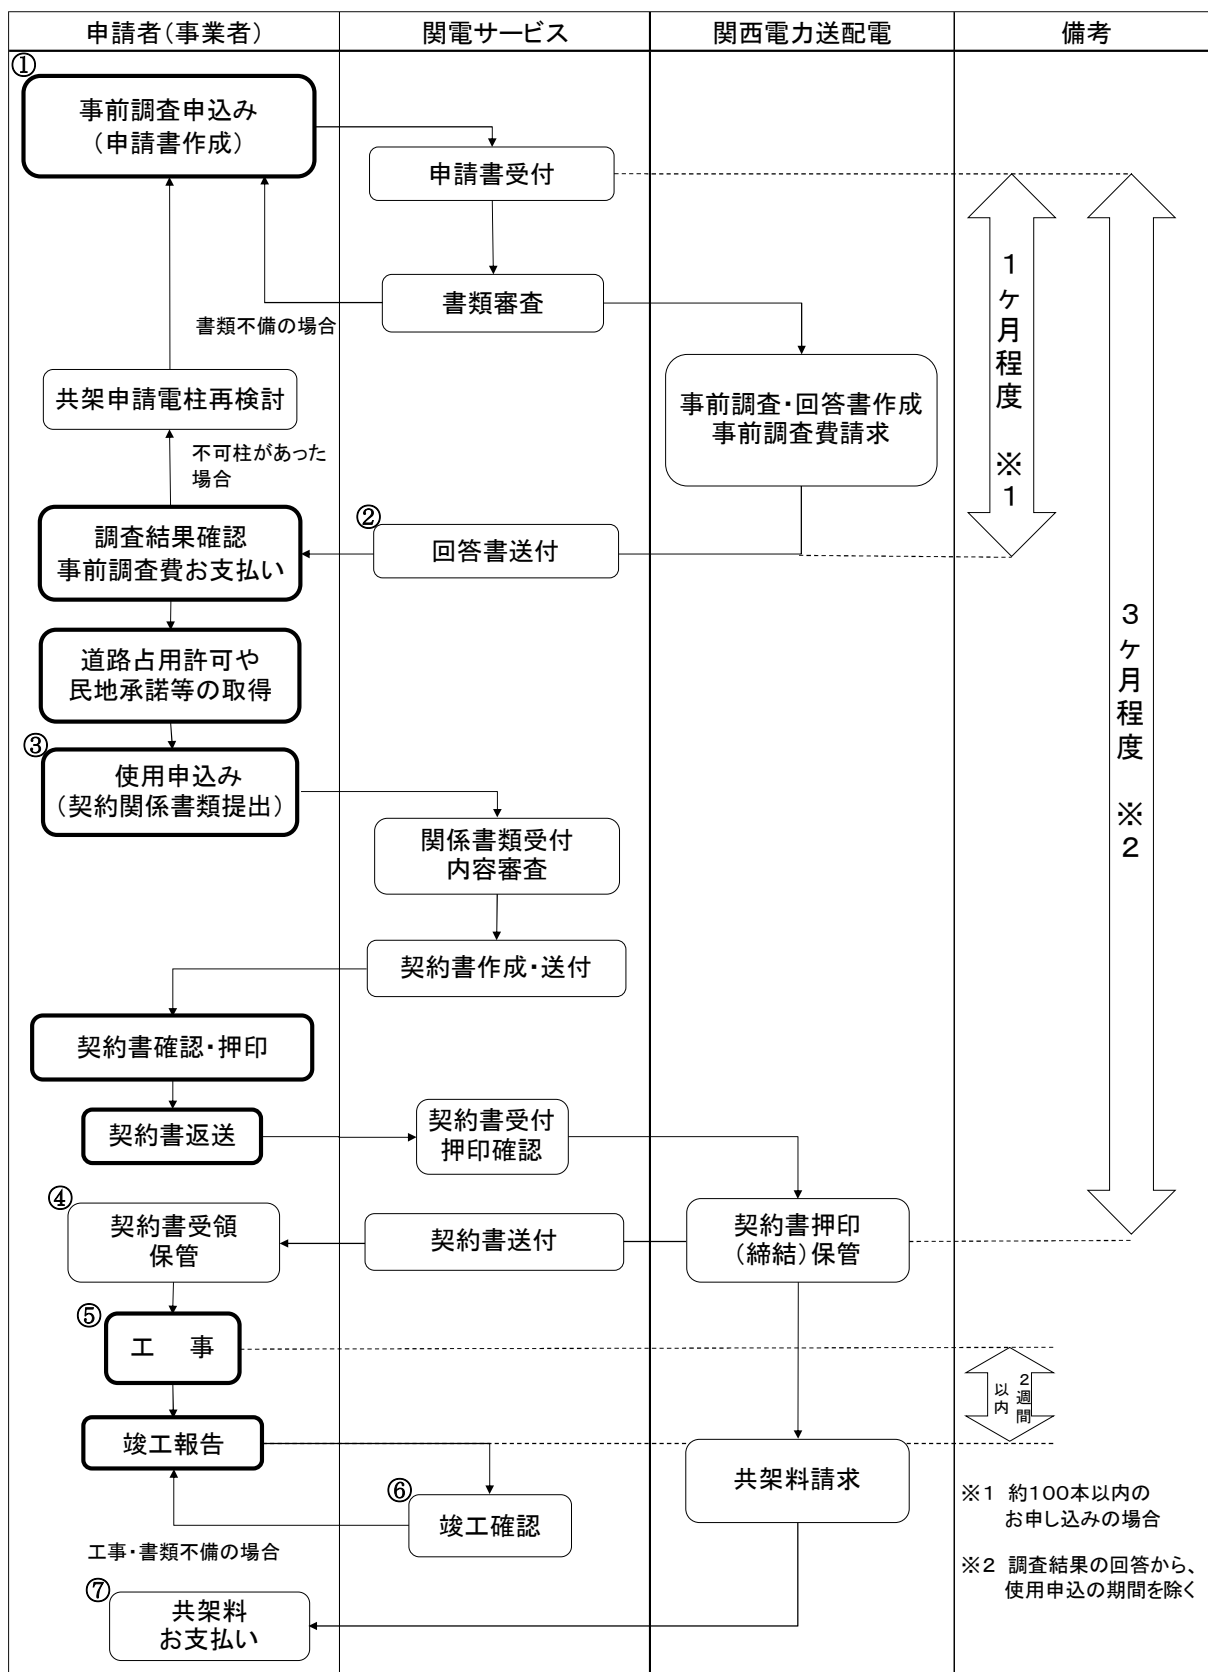 申請者（事業者）
関電サービス
関西電力送配電
備考
①
事前調査申込み
（申請書作成）
申請書受付
書類審査
書類不備の場合
1ヶ月程度 ※1
共架申請電柱再検討
事前調査・回答書作成
事前調査費請求
不可柱があった
場合
調査結果確認
事前調査費お支払い
②
回答書送付
3ヶ月程度 ※2
道路占用許可や
民地承諾等の取得
③
使用申込み
（契約関係書類提出）
関係書類受付
内容審査
契約書作成・送付
契約書確認・押印
契約書返送
契約書受付
押印確認
④
契約書受領
保管
契約書送付
契約書押印
（締結）保管
⑤
工 事
2週間
以内
竣工報告
共架料請求
⑥
竣工確認
工事・書類不備の場合
※1 約100本以内の
お申し込みの場合
※2 調査結果の回答から、
使用申込の期間を除く
⑦
共架料
お支払い